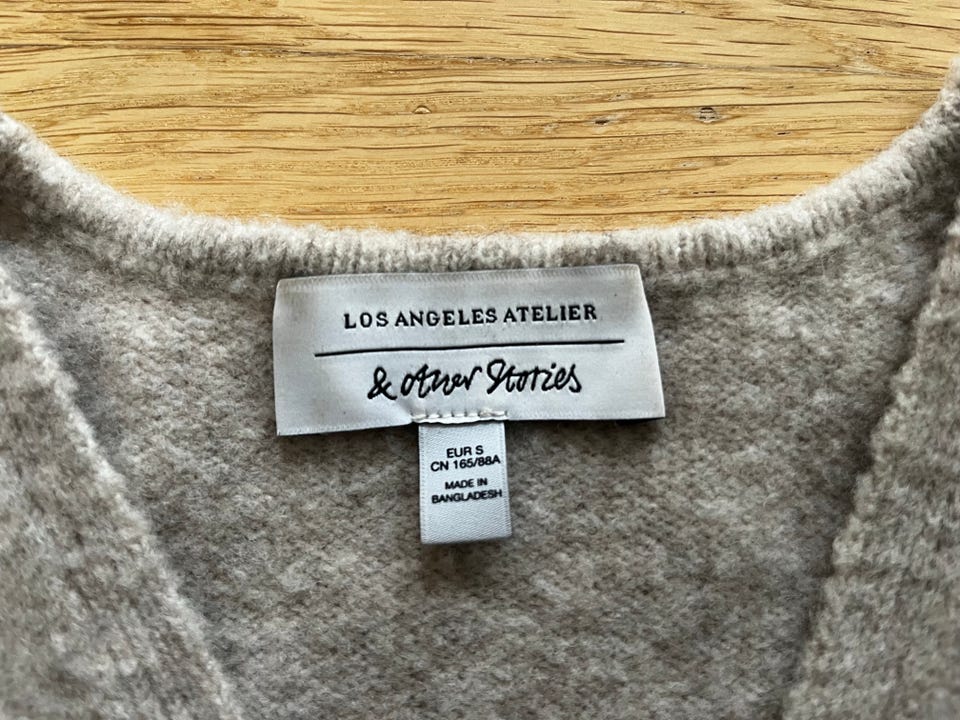 LOS ANGELES ATELIER
& other Stories
EUR S
CN 165/88A
MADE IN
BANGLADESH